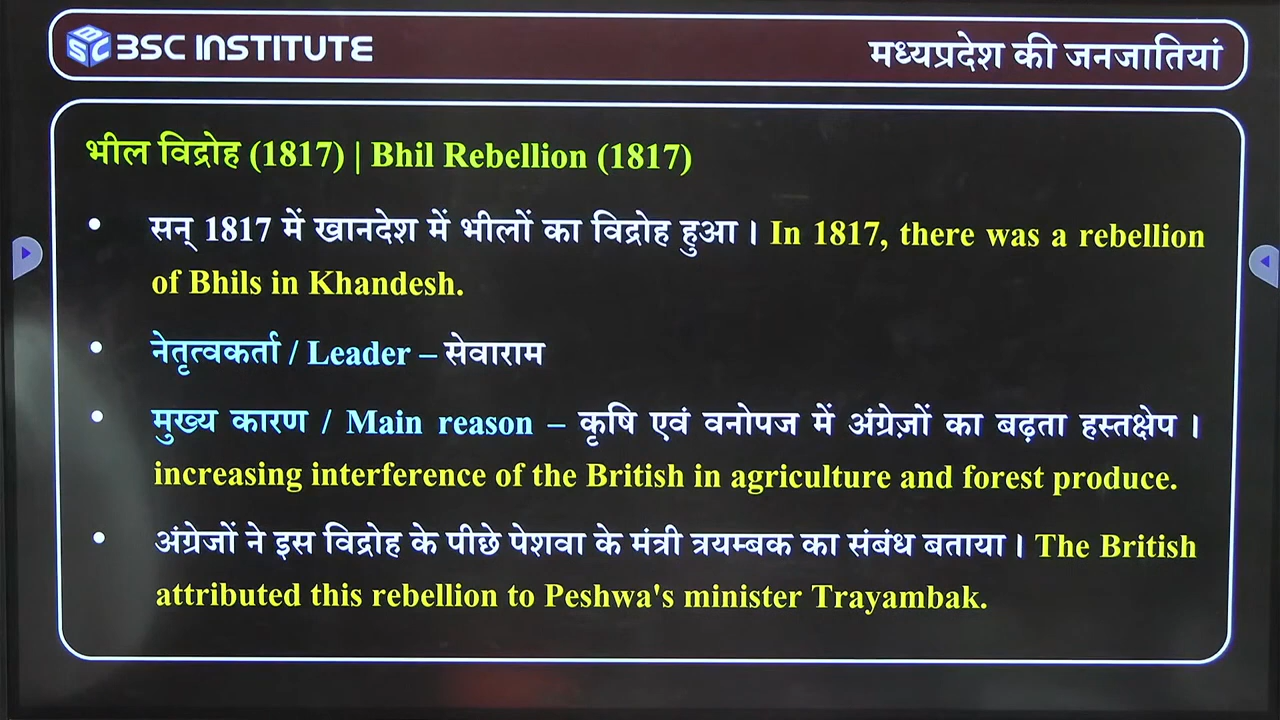 BSC INSTITUTE
मध्यप्रदेश की जनजातियां
भील विद्रोह (1817) | Bhil Rebellion (1817)
• सन् 1817 में खानदेश में भीलों का विद्रोह हुआ । In 1817, there was a rebellion
of Bhils in Khandesh.
• नेतृत्वकर्ता / Leader – सेवाराम
• मुख्य कारण / Main reason – कृषि एवं वनोपज में अंग्रेज़ों का बढ़ता हस्तक्षेप ।
increasing interference of the British in agriculture and forest produce.
• अंग्रेजों ने इस विद्रोह के पीछे पेशवा के मंत्री त्रयम्बक का संबंध बताया । The British
attributed this rebellion to Peshwa's minister Trayambak.